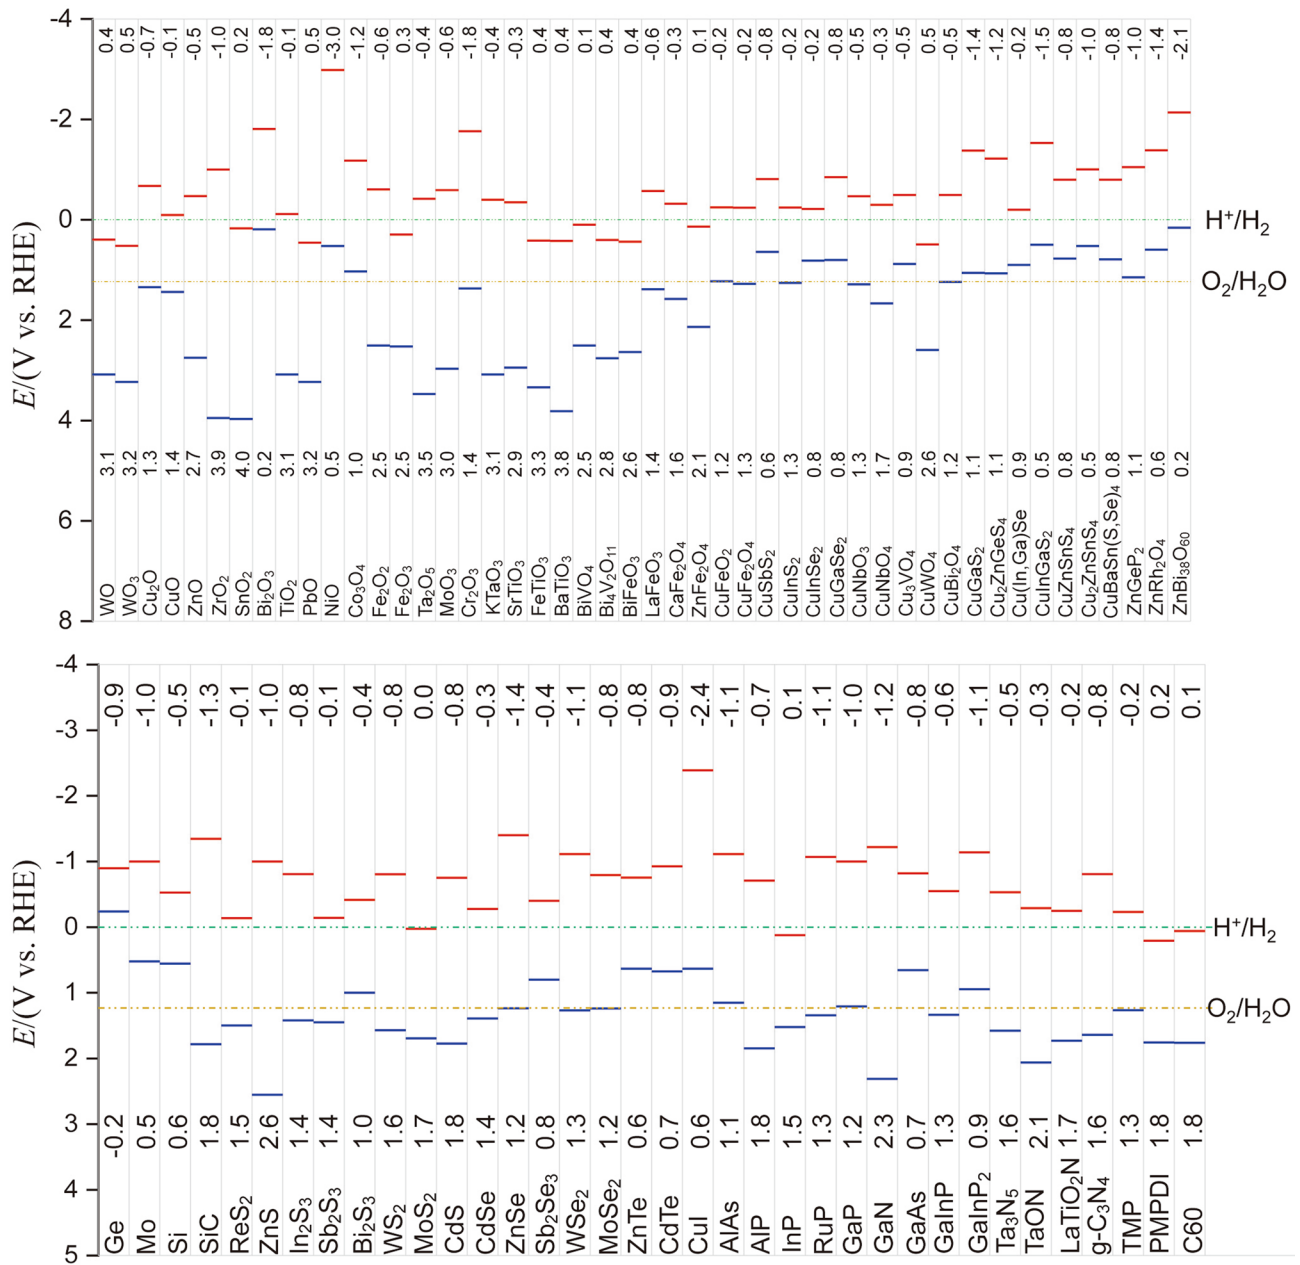 -4
0.4 0.5 -0.7 -0.1 -0.5 -1.0 0.2 -1.8 -0.1 0.5 -3.0 -1.2 -0.6 0.3 -0.4 -0.6 -1.8 -0.4 -0.3 0.4 0.4 0.1 0.4 0.4 -0.6 -0.3 0.1 -0.2 -0.2 -0.8 -0.2 -0.2 -0.8 -0.5 -0.3 -0.5 0.5 -0.5 -1.4 -1.2 -0.2 -1.5 -0.8 -1.0 -0.8 -1.0 -1.4 -2.1
-2
0
H⁺/H₂
O₂/H₂O
E/(V vs. RHE)
2
4
3.1 3.2 1.3 1.4 2.7 3.9 4.0 0.2 3.1 3.2 0.5 1.0 2.5 2.5 3.5 3.0 1.4 3.1 2.9 3.3 3.8 2.5 2.8 2.6 1.4 1.6 2.1 1.2 1.3 0.6 1.3 0.8 0.8 1.3 1.7 0.9 2.6 1.2 1.1 1.1 0.9 0.5 0.8 0.5 0.8 1.1 0.6 0.2
6
WO WO₃ Cu₂O CuO ZnO ZrO₂ SnO₂ Bi₂O₃ TiO₂ PbO NiO Co₃O₄ Fe₂O₂ Fe₂O₃ Ta₂O₅ MoO₃ Cr₂O₃ KTaO₃ SrTiO₃ FeTiO₃ BaTiO₃ BiVO₄ Bi₄V₂O₁₁ BiFeO₃ LaFeO₃ CaFe₂O₄ ZnFe₂O₄ CuFeO₂ CuFe₂O₄ CuSbS₂ CuInS₂ CuInSe₂ CuGaSe₂ CuNbO₃ CuNbO₄ Cu₃VO₄ CuWO₄ CuBi₂O₄ CuGaS₂ Cu₂ZnGeS₄ Cu(In,Ga)Se CuInGaS₂ CuZnSnS₄ Cu₂ZnSnS₄ CuBaSn(S,Se)₄ ZnGeP₂ ZnRh₂O₄ ZnBi₃₈O₆₀
8
-4
-0.9 -1.0 -0.5 -1.3 -0.1 -1.0 -0.8 -0.1 -0.4 -0.8 0.0 -0.8 -0.3 -1.4 -0.4 -1.1 -0.8 -0.8 -0.9 -2.4 -1.1 -0.7 0.1 -1.1 -1.0 -1.2 -0.8 -0.6 -1.1 -0.5 -0.3 -0.2 -0.8 -0.2 0.2 0.1
-3
-2
-1
0
H⁺/H₂
E/(V vs. RHE)
1
O₂/H₂O
2
3
-0.2 0.5 0.6 1.8 1.5 2.6 1.4 1.4 1.0 1.6 1.7 1.8 1.4 1.2 0.8 1.3 1.2 0.6 0.7 0.6 1.1 1.8 1.5 1.3 1.2 2.3 0.7 1.3 0.9 1.6 2.1 1.7 1.6 1.3 1.8 1.8
4
Ge Mo Si SiC ReS₂ ZnS In₂S₃ Sb₂S₃ Bi₂S₃ WS₂ MoS₂ CdS CdSe ZnSe Sb₂Se₃ WSe₂ MoSe₂ ZnTe CdTe CuI AlAs AlP InP RuP GaP GaN GaAs GaInP GaInP₂ Ta₃N₅ TaON LaTiO₂N g-C₃N₄ TMP PMPDI C60
5